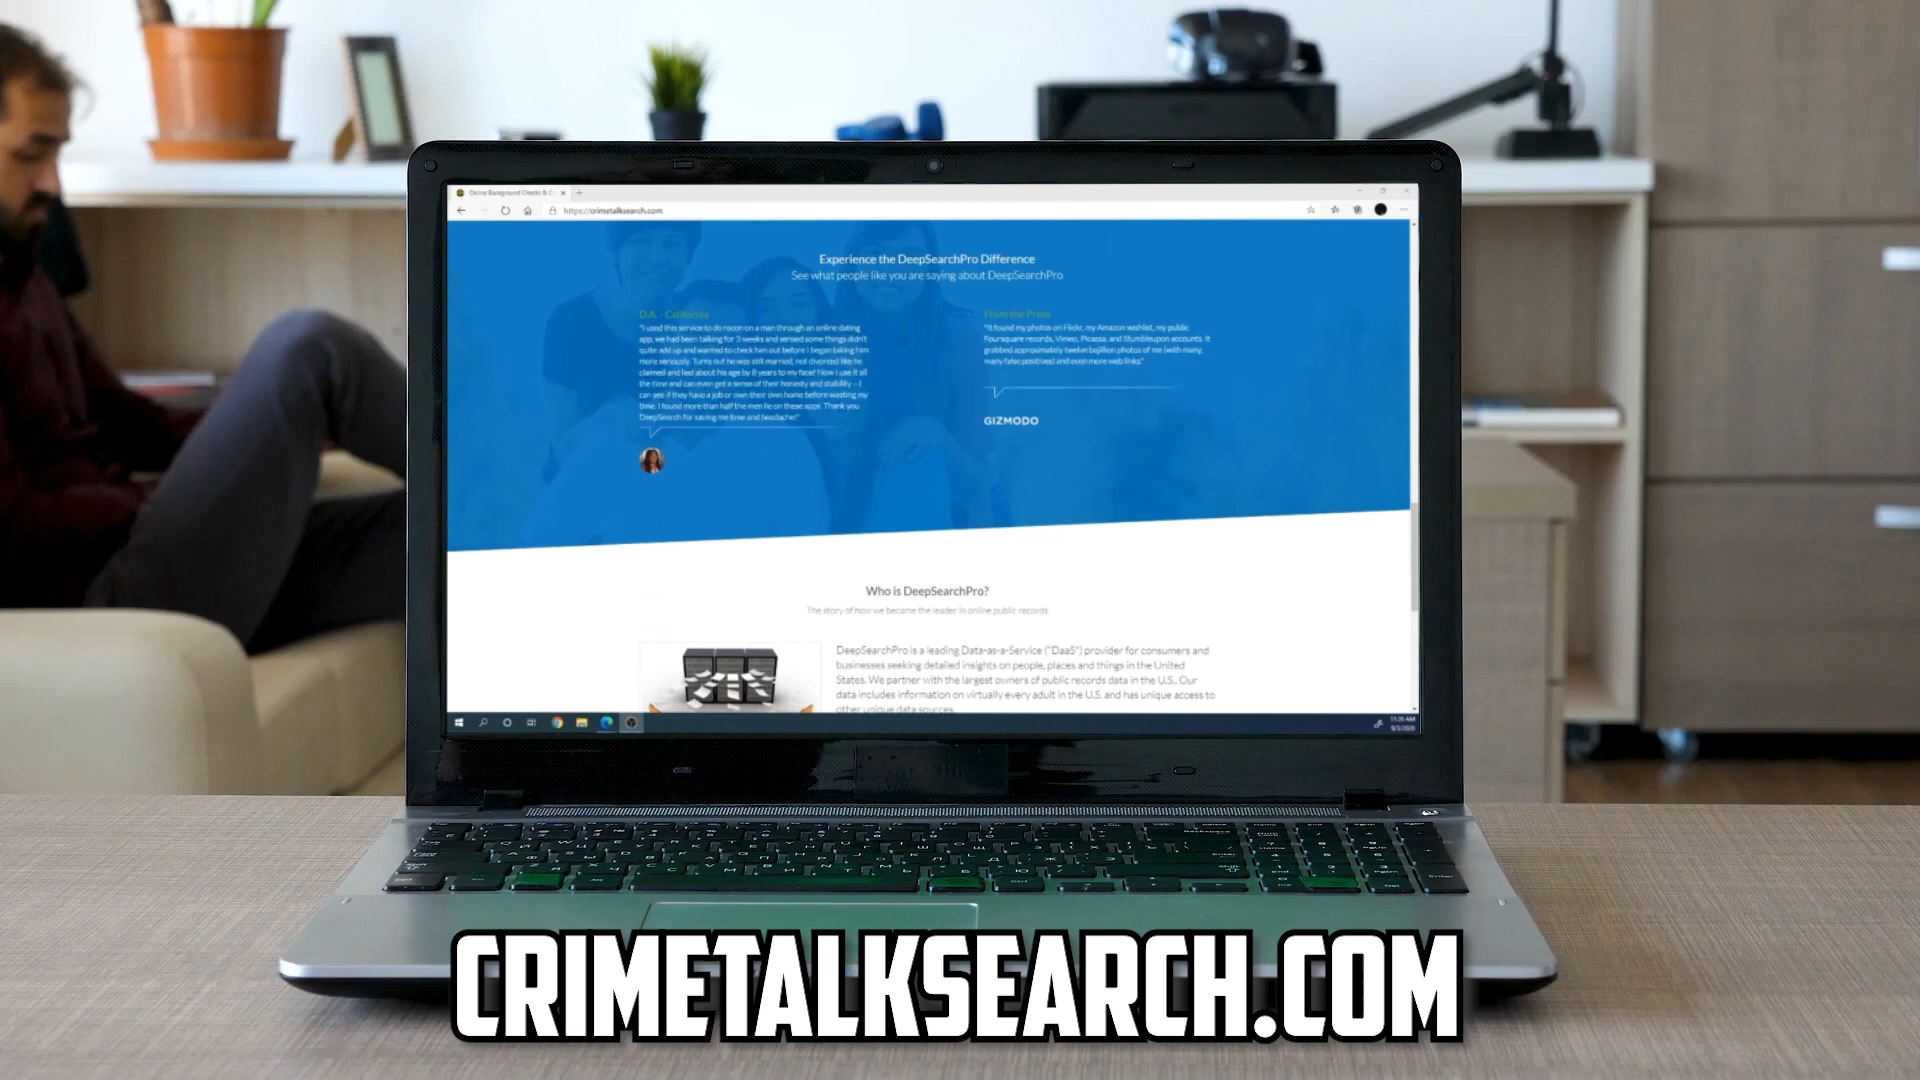 Online Background Checks & C
https://crimetalksearch.com
Experience the DeepSearchPro Difference
See what people like you are saying about DeepSearchPro
D.A. - California
"I used this service to do recon on a man through an online dating
app, we had been talking for 3 weeks and sensed some things didn't
quite add up and wanted to check him out before I began taking him
more seriously. Turns out he was still married, not divorced like he
claimed and lied about his age by 8 years to my face! Now I use it all
the time and can even get a sense of their honesty and stability – I
can see if they have a job or own their own home before wasting my
time. I found more than half the men lie on these apps. Thank you
DeepSearch for saving me time and headache!"
From the Press
"It found my photos on Flickr, my Amazon wishlist, my public
Foursquare records, Vimeo, Picassa, and Stumbleupon accounts. It
grabbed approximately twelve bajillion photos of me (with many,
many false positives) and even more web links."
GIZMODO
Who is DeepSearchPro?
The story of how we became the leader in online public records
DeepSearchPro is a leading Data-as-a-Service ("DaaS") provider for consumers and
businesses seeking detailed insights on people, places and things in the United
States. We partner with the largest owners of public records data in the U.S.. Our
data includes information on virtually every adult in the U.S. and has unique access to
other unique data sources.
11:26 AM
9/3/2020
CRIMETALKSEARCH.COM